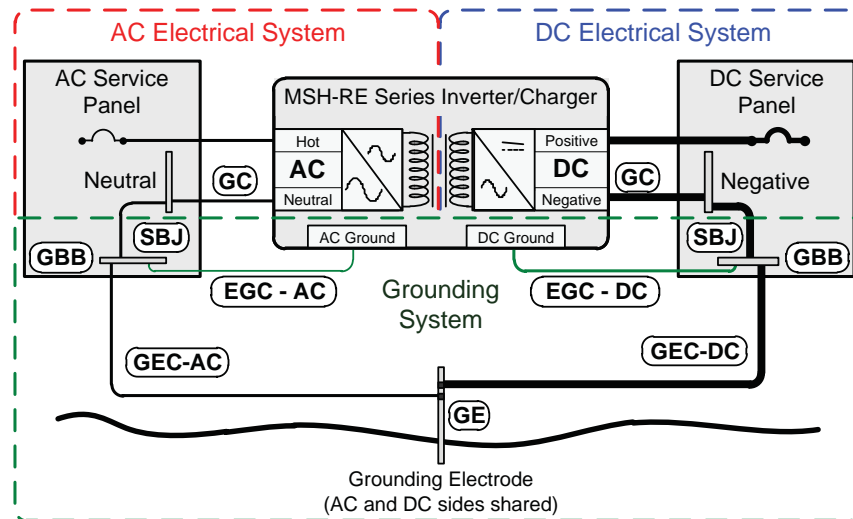 AC Electrical System
DC Electrical System
AC Service
Panel
MSH-RE Series Inverter/Charger
DC Service
Panel
Hot
AC
Neutral
Positive
DC
Negative
Neutral
GC
GC
Negative
SBJ
AC Ground
DC Ground
SBJ
GBB
GBB
EGC - AC
Grounding
System
EGC - DC
GEC-AC
GEC-DC
GE
Grounding Electrode
(AC and DC sides shared)